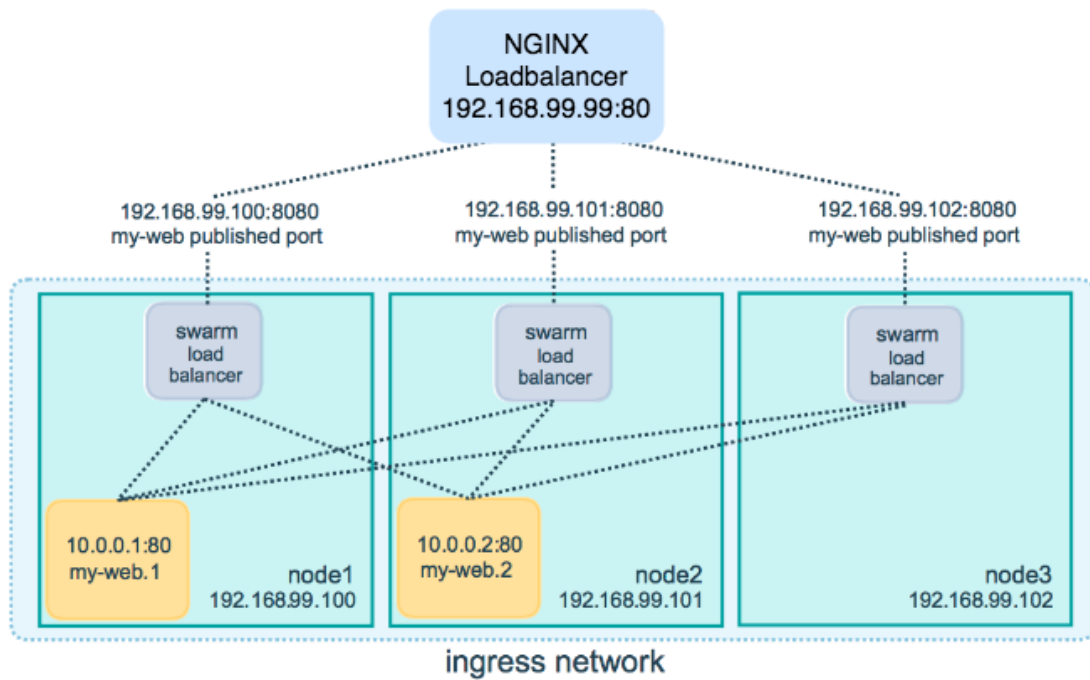 NGINX
Loadbalancer
192.168.99.99:80
192.168.99.100:8080
my-web published port
192.168.99.101:8080
my-web published port
192.168.99.102:8080
my-web published port
swarm
load
balancer
swarm
load
balancer
swarm
load
balancer
10.0.0.1:80
my-web.1
node1
192.168.99.100
10.0.0.2:80
my-web.2
node2
192.168.99.101
node3
192.168.99.102
ingress network